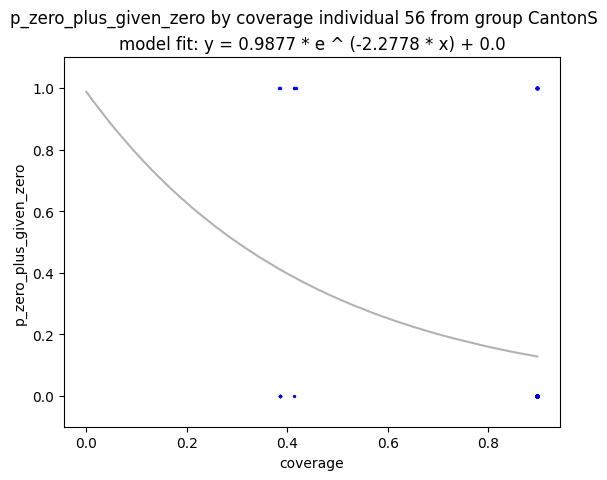 p_zero_plus_given_zero by coverage individual 56 from group CantonS
model fit: y = 0.9877 * e ^ (-2.2778 * x) + 0.0
p_zero_plus_given_zero
1.0
0.8
0.6
0.4
0.2
0.0
0.0 0.2 0.4 0.6 0.8
coverage